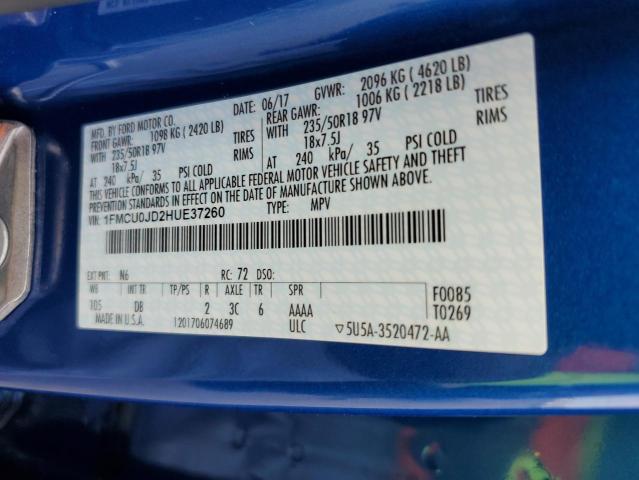 MFD. BY FORD MOTOR CO.
DATE: 06/17 GVWR: 2096 KG ( 4620 LB)
FRONT GAWR: 1098 KG ( 2420 LB) REAR GAWR: 1006 KG ( 2218 LB)
WITH 235/50R18 97V TIRES WITH 235/50R18 97V TIRES
18x7.5J RIMS 18x7.5J RIMS
AT 240 kPa/ 35 PSI COLD AT 240 kPa/ 35 PSI COLD
THIS VEHICLE CONFORMS TO ALL APPLICABLE FEDERAL MOTOR VEHICLE SAFETY AND THEFT
PREVENTION STANDARDS IN EFFECT ON THE DATE OF MANUFACTURE SHOWN ABOVE.
VIN: 1FMCU0JD2HUE37260 TYPE: MPV
EXT PNT: N6 RC: 72 DSO:
WB INT TR TP/PS R AXLE TR SPR F0085
105 DB 2 3C 6 AAAA T0269
MADE IN U.S.A. 1201706074689 ULC ▽5U5A-3520472-AA